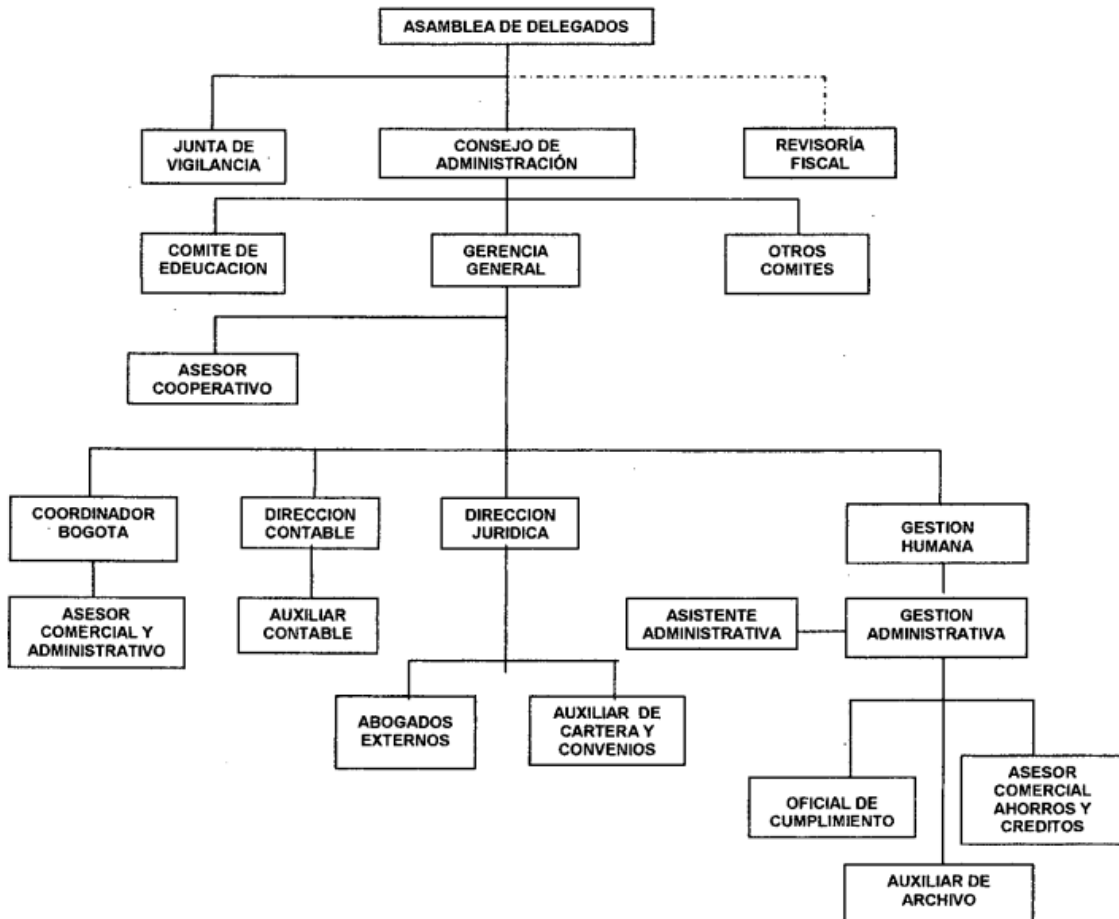 ASAMBLEA DE DELEGADOS
JUNTA DE
VIGILANCIA
CONSEJO DE
ADMINISTRACIÓN
REVISORÍA
FISCAL
COMITE DE
EDEUCACION
GERENCIA
GENERAL
OTROS
COMITES
ASESOR
COOPERATIVO
COORDINADOR
BOGOTA
DIRECCION
CONTABLE
DIRECCION
JURIDICA
GESTION
HUMANA
ASESOR
COMERCIAL Y
ADMINISTRATIVO
AUXILIAR
CONTABLE
ASISTENTE
ADMINISTRATIVA
GESTION
ADMINISTRATIVA
ABOGADOS
EXTERNOS
AUXILIAR DE
CARTERA Y
CONVENIOS
OFICIAL DE
CUMPLIMIENTO
ASESOR
COMERCIAL
AHORROS Y
CREDITOS
AUXILIAR DE
ARCHIVO